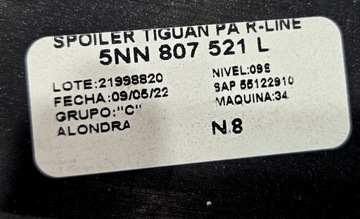 SPOILER TIGUAN PA R-LINE
5NN 807 521 L
LOTE:21998820
NIVEL:09S
FECHA:09/05/22
SAP 55122910
GRUPO:"C"
MAQUINA:34
ALONDRA
N.8